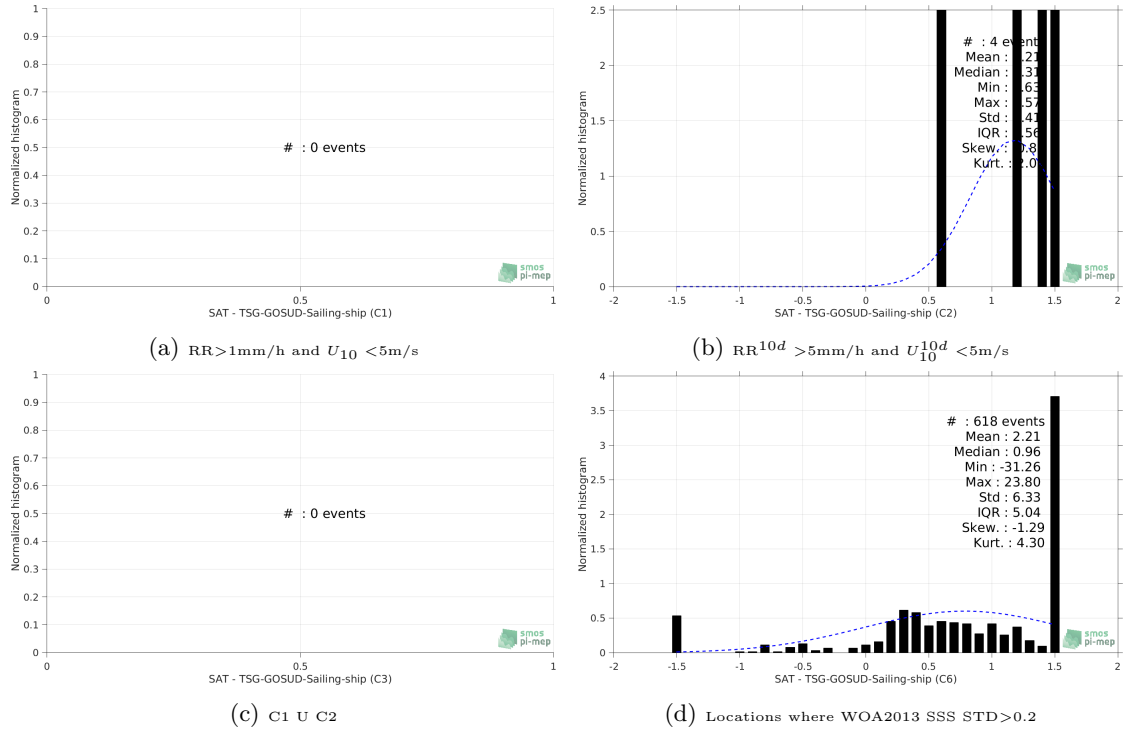 1
0.9
0.8
0.7
0.6
0.5
0.4
0.3
0.2
0.1
0
Normalized histogram
# : 0 events
smos
pi-mep
0
0.5
1
SAT - TSG-GOSUD-Sailing-ship (C1)
(a) RR>1mm/h and U10 <5m/s
2.5
2
1.5
1
0.5
0
Normalized histogram
# : 4 event
Mean :
Median :
Min :
Max :
Std :
IQR :
Skew. :
Kurt. :
smos
pi-mep
-2
-1.5
-1
-0.5
0
0.5
1
1.5
2
SAT - TSG-GOSUD-Sailing-ship (C2)
(b) RR10d >5mm/h and U10d10 <5m/s
1
0.9
0.8
0.7
0.6
0.5
0.4
0.3
0.2
0.1
0
Normalized histogram
# : 0 events
smos
pi-mep
0
0.5
1
SAT - TSG-GOSUD-Sailing-ship (C3)
(c) C1 U C2
4
3.5
3
2.5
2
1.5
1
0.5
0
Normalized histogram
# : 618 events
Mean : 2.21
Median : 0.96
Min : -31.26
Max : 23.80
Std : 6.33
IQR : 5.04
Skew. : -1.29
Kurt. : 4.30
smos
pi-mep
-2
-1.5
-1
-0.5
0
0.5
1
1.5
2
SAT - TSG-GOSUD-Sailing-ship (C6)
(d) Locations where WOA2013 SSS STD>0.2